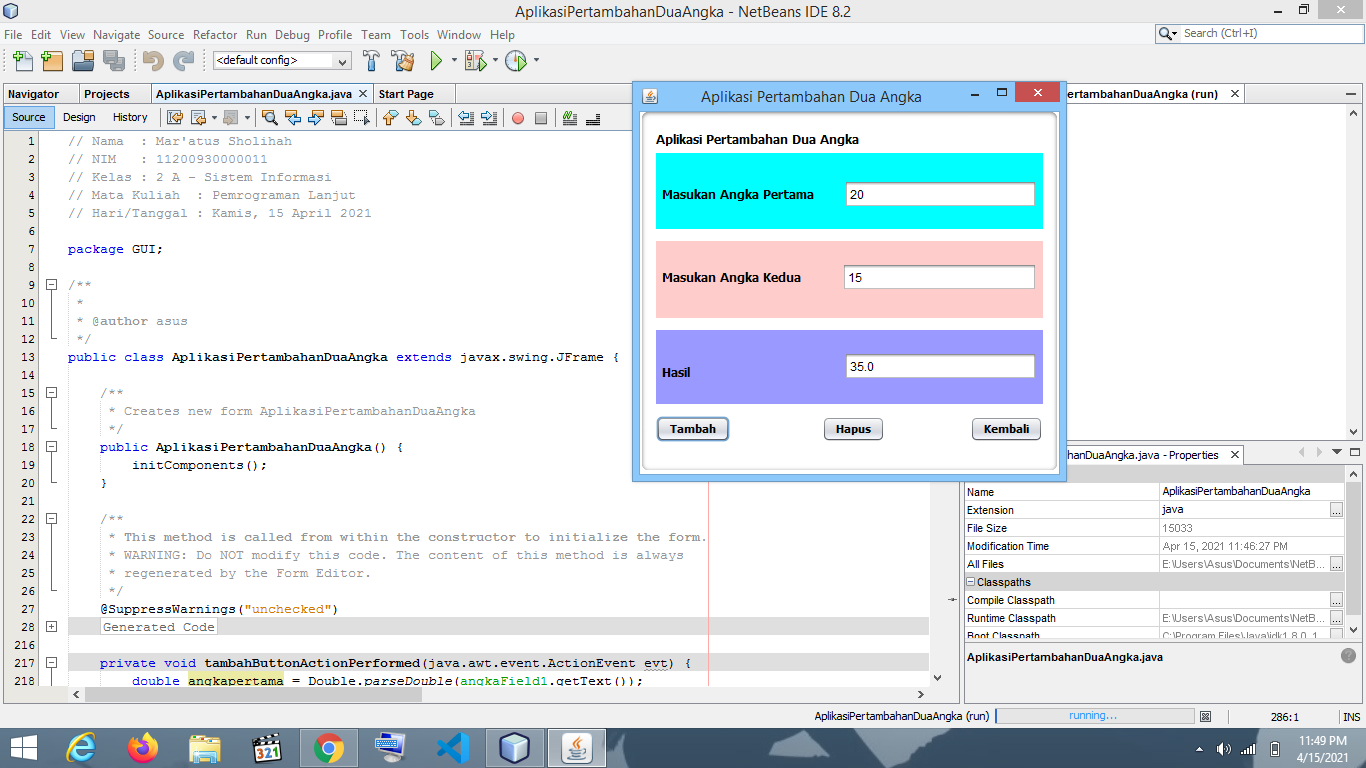 AplikasiPertambahanDuaAngka - NetBeans IDE 8.2
File Edit View Navigate Source Refactor Run Debug Profile Team Tools Window Help
Search (Ctrl+I)
<default config>
Navigator Projects AplikasiPertambahanDuaAngka.java Start Page
ertambahanDuaAngka (run)
Source Design History
1 // Nama  : Mar'atus Sholihah
2 // NIM   : 11200930000011
3 // Kelas : 2 A - Sistem Informasi
4 // Mata Kuliah  : Pemrograman Lanjut
5 // Hari/Tanggal : Kamis, 15 April 2021
6
7 package GUI;
8
9 /**
10  *
11  * @author asus
12  */
13 public class AplikasiPertambahanDuaAngka extends javax.swing.JFrame {
14
15     /**
16      * Creates new form AplikasiPertambahanDuaAngka
17      */
18     public AplikasiPertambahanDuaAngka() {
19         initComponents();
20     }
21
22     /**
23      * This method is called from within the constructor to initialize the form.
24      * WARNING: Do NOT modify this code. The content of this method is always
25      * regenerated by the Form Editor.
26      */
27     @SuppressWarnings("unchecked")
28     Generated Code
216
217     private void tambahButtonActionPerformed(java.awt.event.ActionEvent evt) {
218         double angkapertama = Double.parseDouble(angkaField1.getText());
Aplikasi Pertambahan Dua Angka
Aplikasi Pertambahan Dua Angka
Masukan Angka Pertama 20
Masukan Angka Kedua 15
Hasil 35.0
Tambah Hapus Kembali
hanDuaAngka.java - Properties
Name AplikasiPertambahanDuaAngka
Extension java ...
File Size 15033
Modification Time Apr 15, 2021 11:46:27 PM
All Files E:\Users\Asus\Documents\NetB... ...
Classpaths
Compile Classpath ...
Runtime Classpath E:\Users\Asus\Documents\NetB... ...
Boot Classpath C:\Program Files\Java\jdk1.8.0_1
AplikasiPertambahanDuaAngka.java
AplikasiPertambahanDuaAngka (run) running... 286:1 INS
321
11:49 PM
4/15/2021